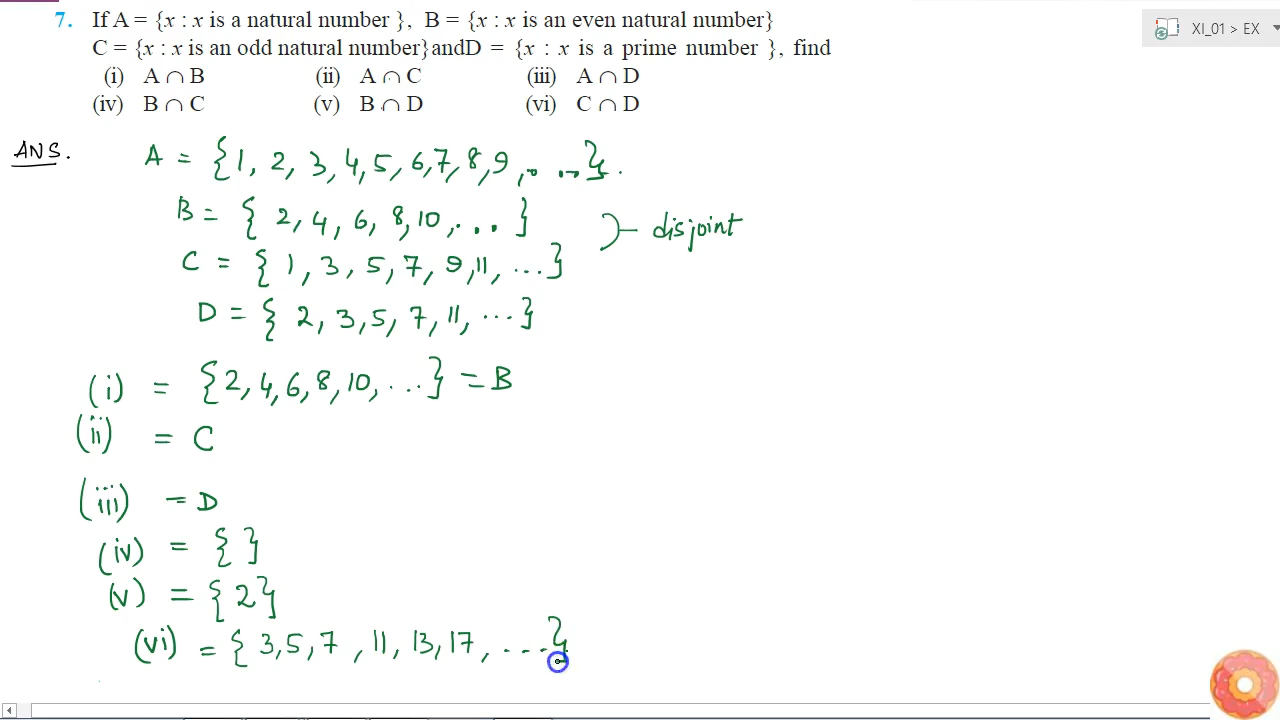 7. If A = {x : x is a natural number }, B = {x : x is an even natural number}
C = {x : x is an odd natural number}andD = {x : x is a prime number }, find
(i) A ∩ B (ii) A ∩ C (iii) A ∩ D
(iv) B ∩ C (v) B ∩ D (vi) C ∩ D
XI_01 > EX
ANS.
A = {1, 2, 3, 4, 5, 6, 7, 8, 9, . . . .}.
B = { 2, 4, 6, 8, 10, . . . }
C = { 1, 3, 5, 7, 9, 11, ... }
} - disjoint
D = { 2, 3, 5, 7, 11, ... }
(i) = {2, 4, 6, 8, 10, ... } = B
(ii) = C
(iii) = D
(iv) = { }
(v) = { 2 }
(vi) = { 3, 5, 7 , 11, 13, 17, . . . . }